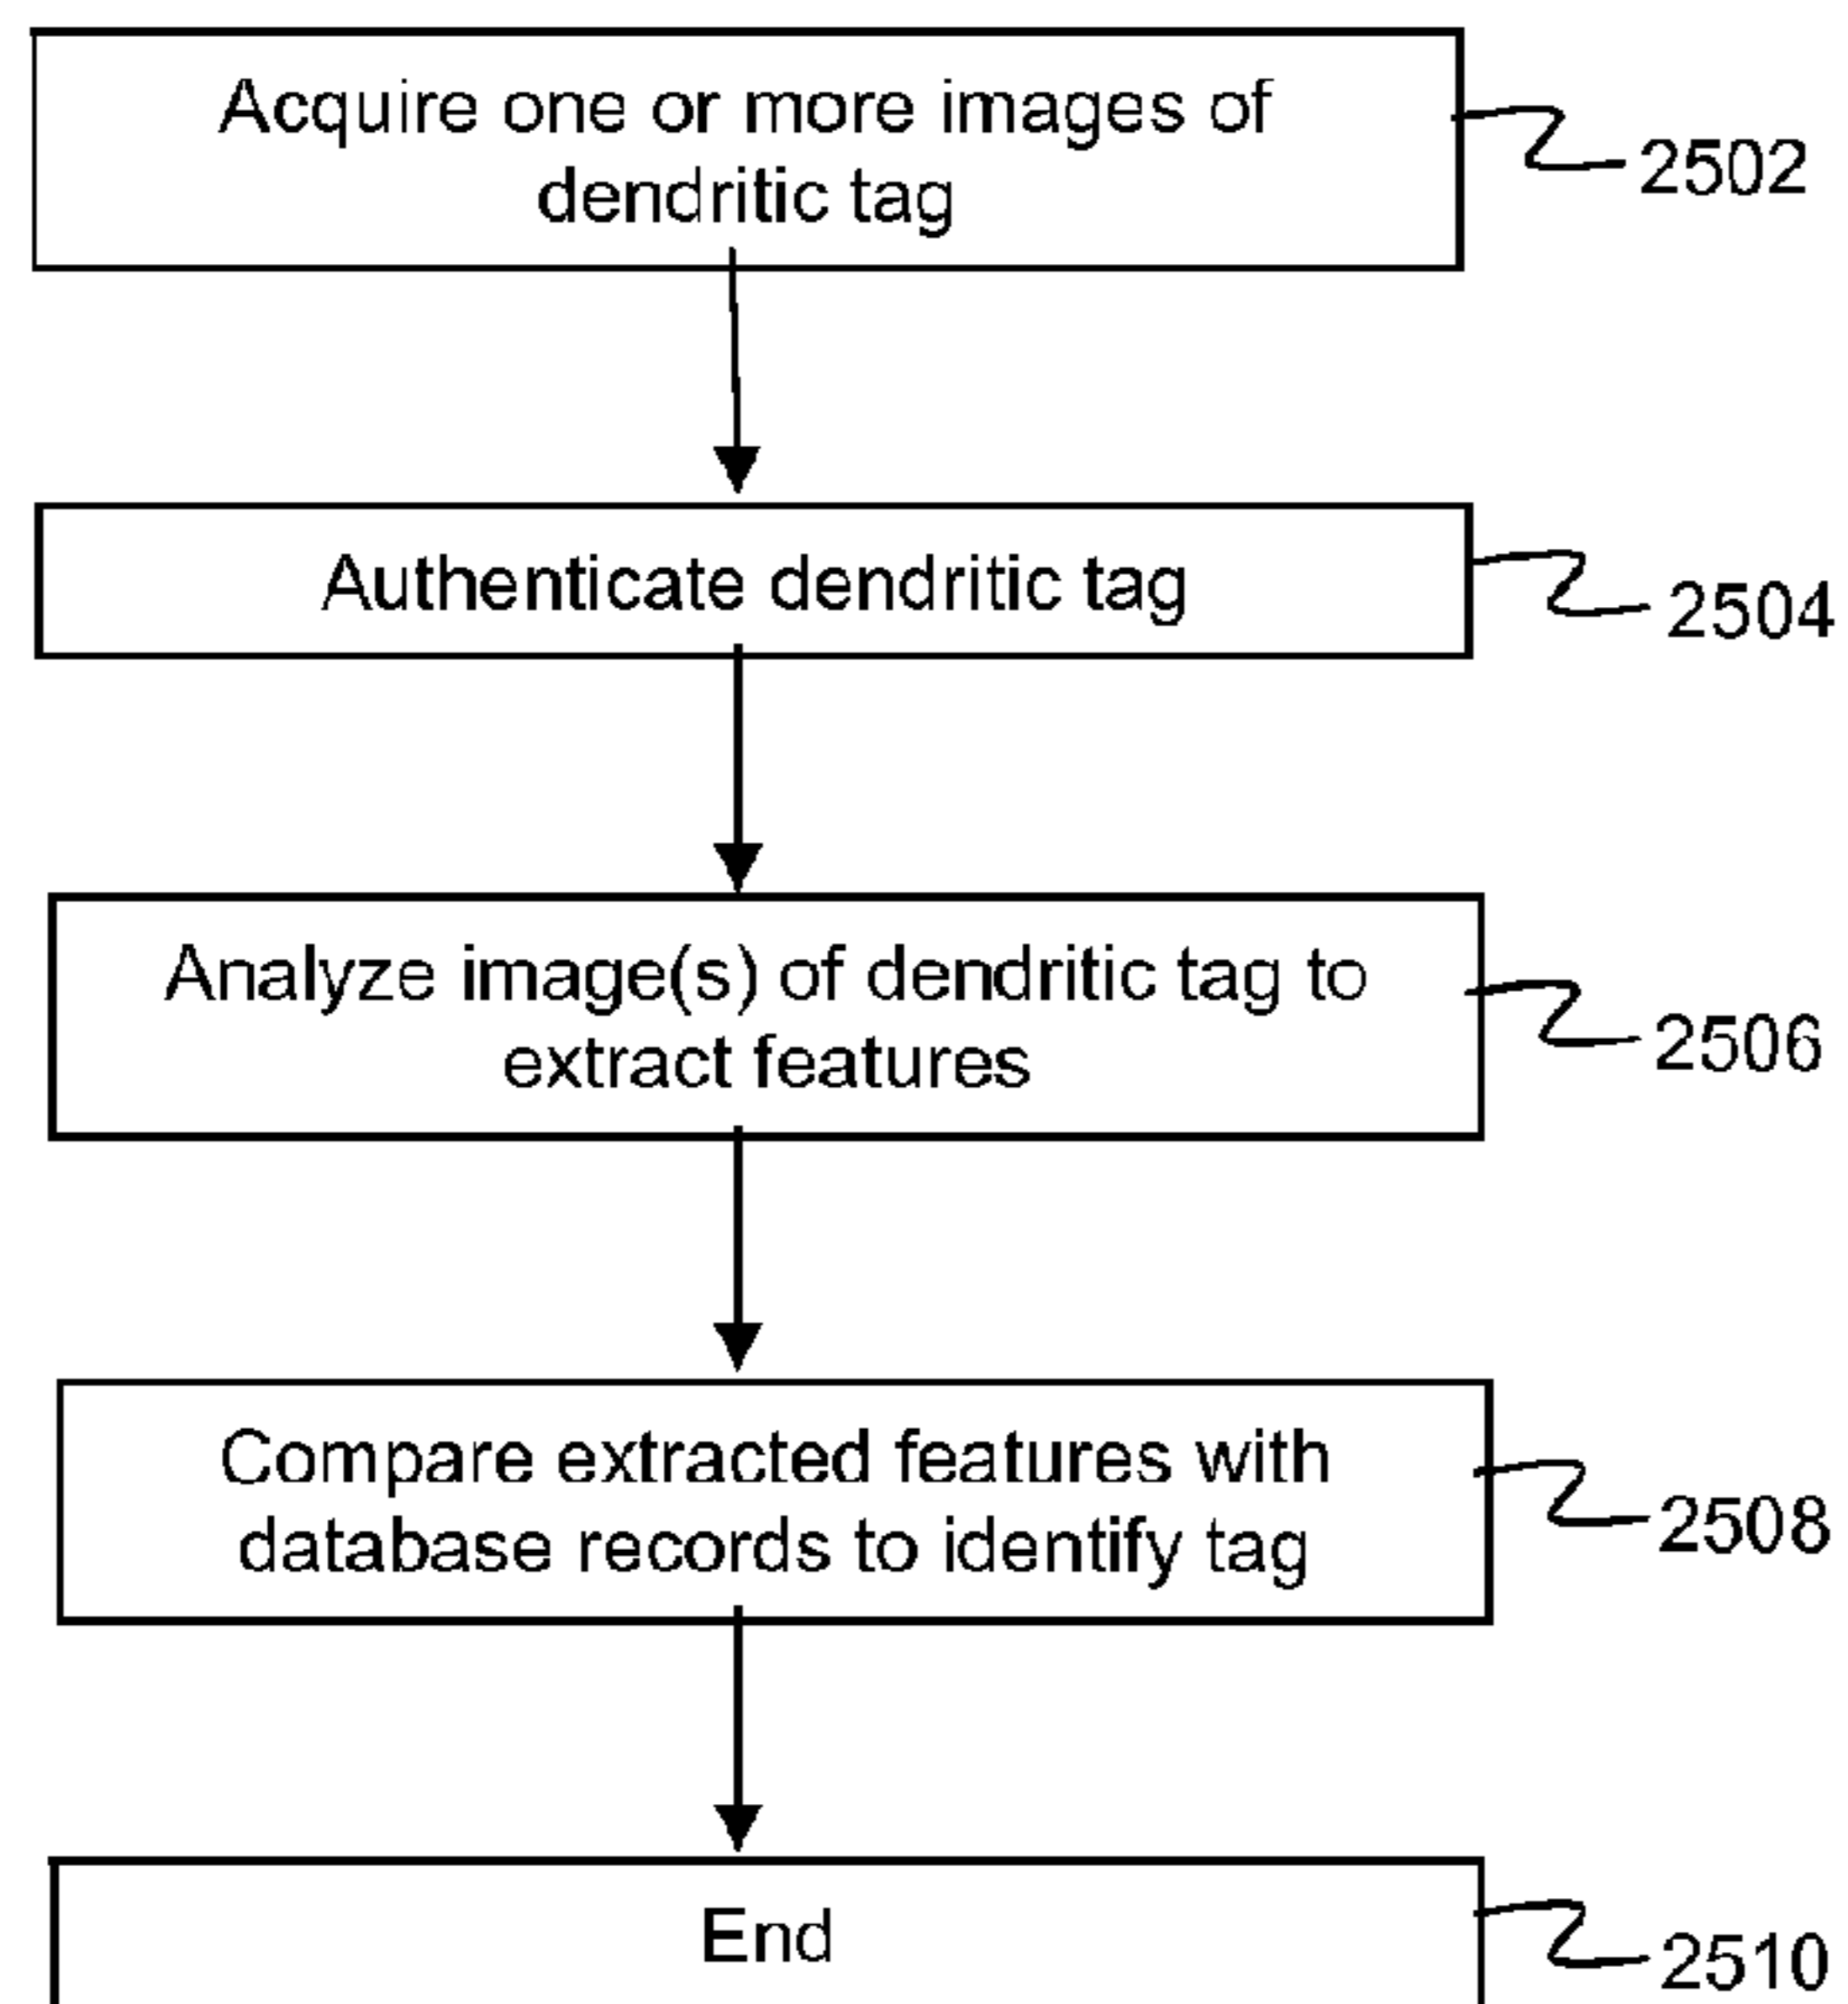 Acquire one or more images of
dendritic tag
2502
Authenticate dendritic tag
2504
Analyze image(s) of dendritic tag to
extract features
2506
Compare extracted features with
database records to identify tag
2508
End
2510